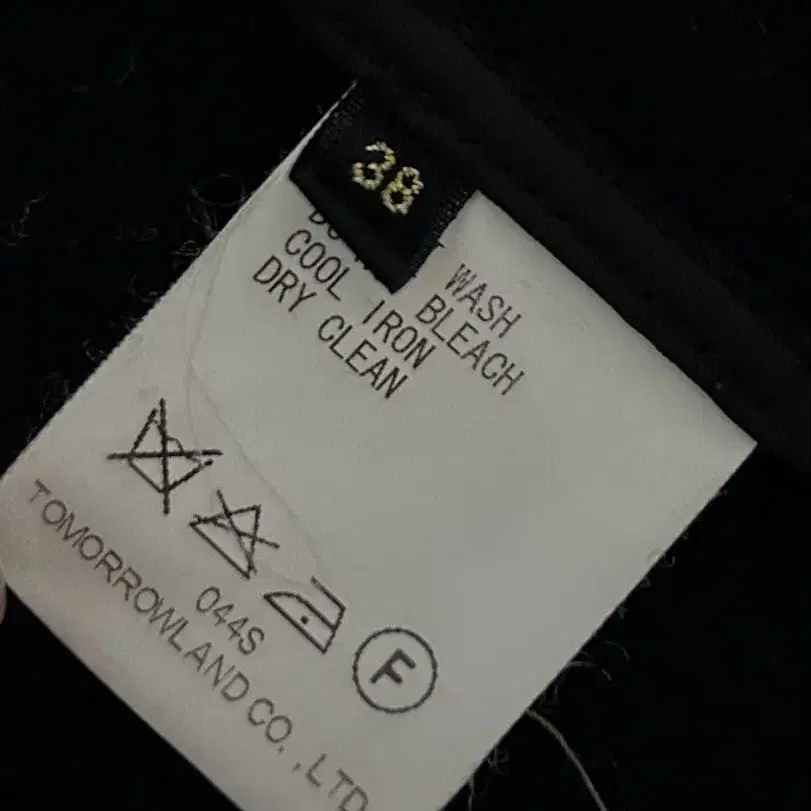 38
WASH
BLEACH
COOL IRON
DRY CLEAN
F
044S
TOMORROWLAND CO., LTD